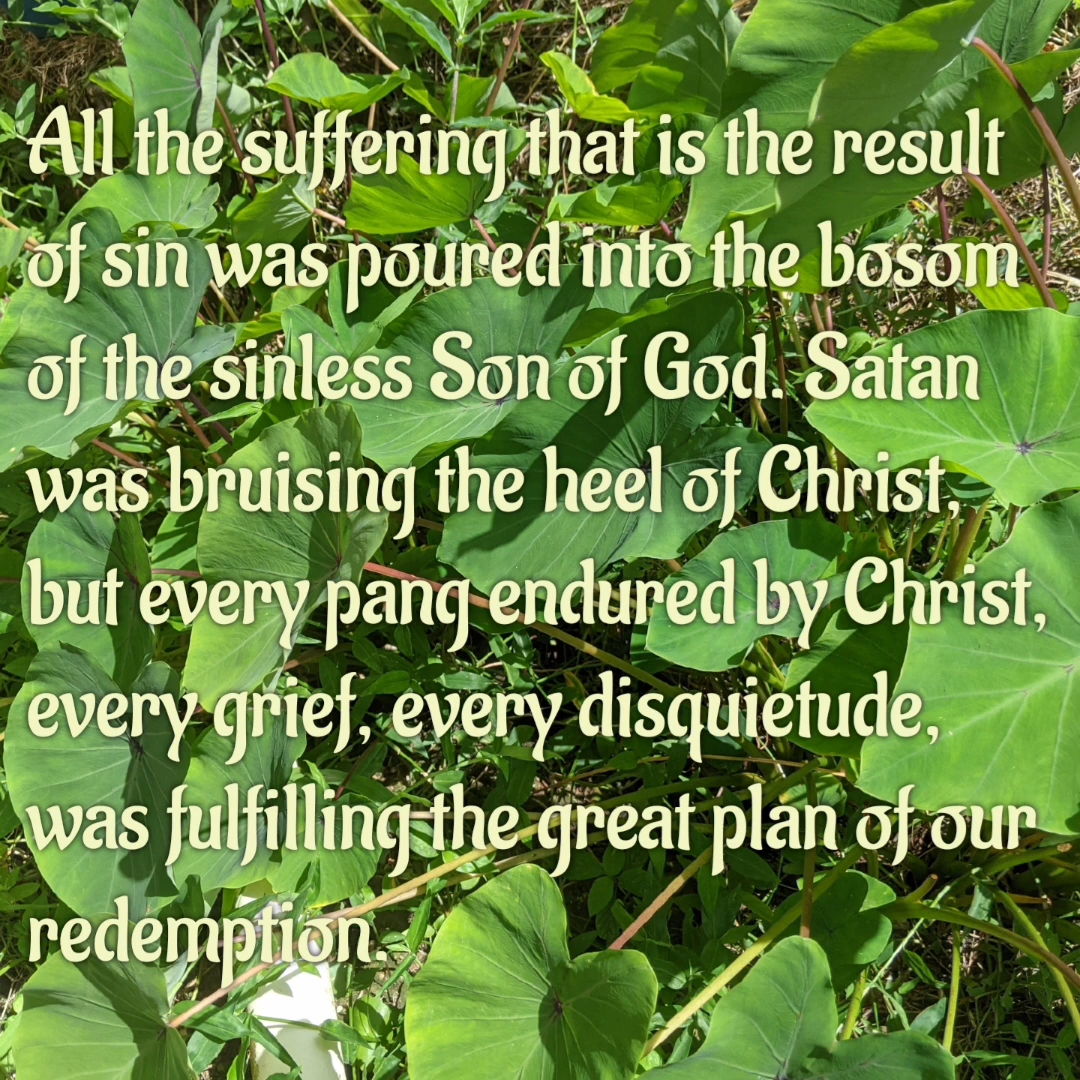 All the suffering that is the result
of sin was poured into the bosom
of the sinless Son of God. Satan
was bruising the heel of Christ,
but every pang endured by Christ,
every grief, every disquietude,
was fulfilling the great plan of our
redemption.